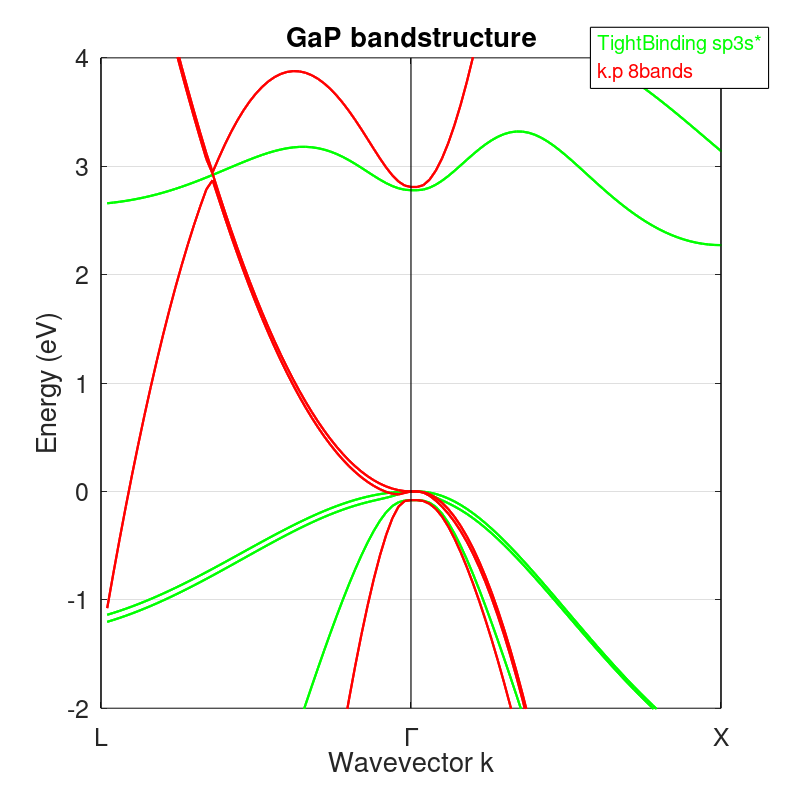 GaP bandstructure
TightBinding sp3s*
k.p 8bands
4
3
2
1
0
-1
-2
Energy (eV)
L
Γ
X
Wavevector k